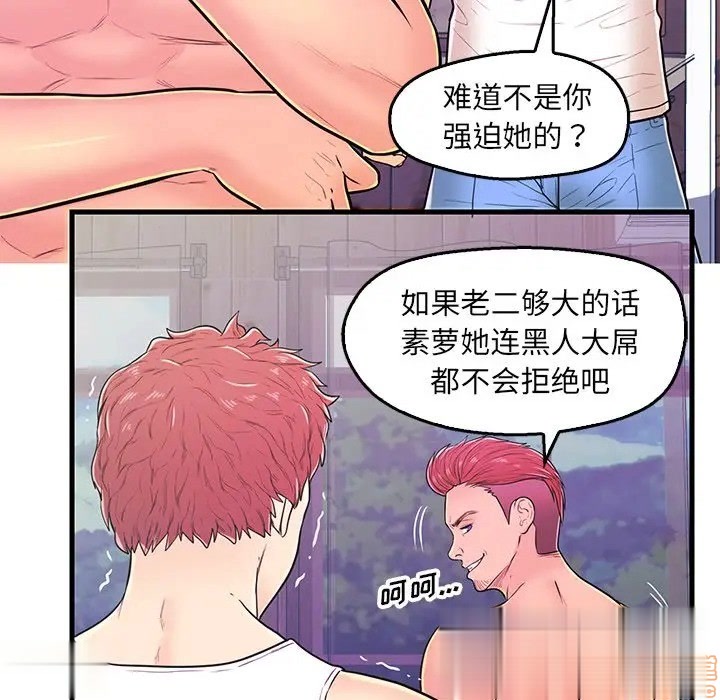 难道不是你
强迫她的？
如果老二够大的话
素萝她连黑人大屌
都不会拒绝吧
呵呵…